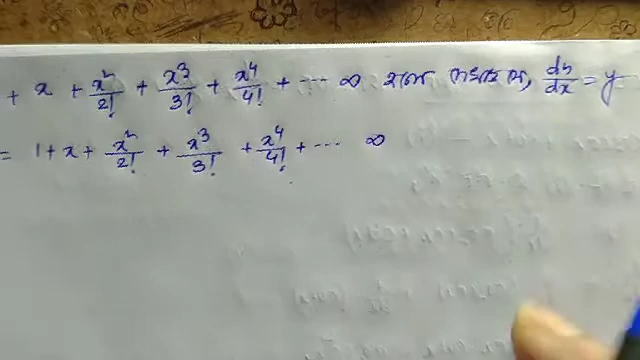 + x + x²/2! + x³/3! + x⁴/4! + ··· ∞ হলে দেখাও যে, dy/dx = y
= 1 + x + x²/2! + x³/3! + x⁴/4! + ··· ∞